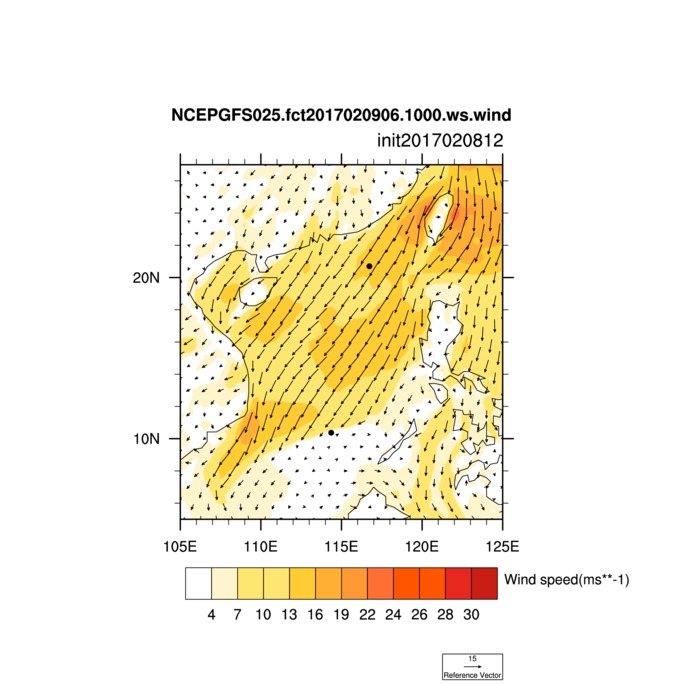 NCEPGFS025.fct2017020906.1000.ws.wind
init2017020812
20N
10N
105E 110E 115E 120E 125E
Wind speed(ms**-1)
4 7 10 13 16 19 22 24 26 28 30
15
Reference Vector